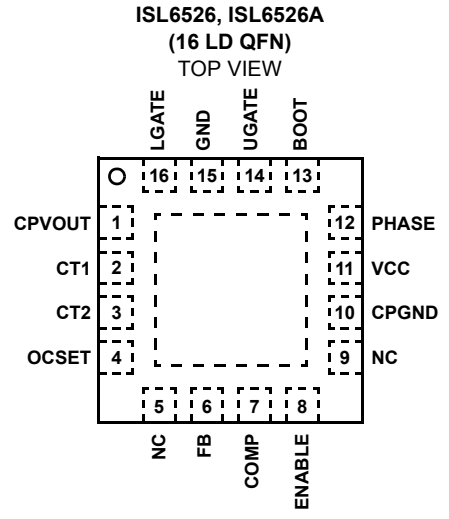 ISL6526, ISL6526A
(16 LD QFN)
TOP VIEW
LGATE
GND
UGATE
BOOT
16
15
14
13
CPVOUT 1
12 PHASE
CT1 2
11 VCC
CT2 3
10 CPGND
OCSET 4
9 NC
5
6
7
8
NC
FB
COMP
ENABLE